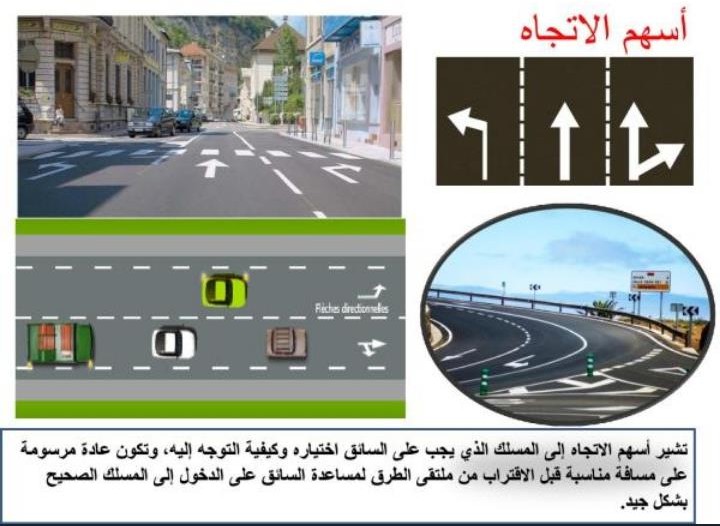 أسهم الاتجاه
Flèches directionnelles
تشير أسهم الاتجاه إلى المسلك الذي يجب على السائق اختياره وكيفية التوجه إليه، وتكون عادة مرسومة
على مسافة مناسبة قبل الاقتراب من ملتقى الطرق لمساعدة السائق على الدخول إلى المسلك الصحيح
بشكل جيد.